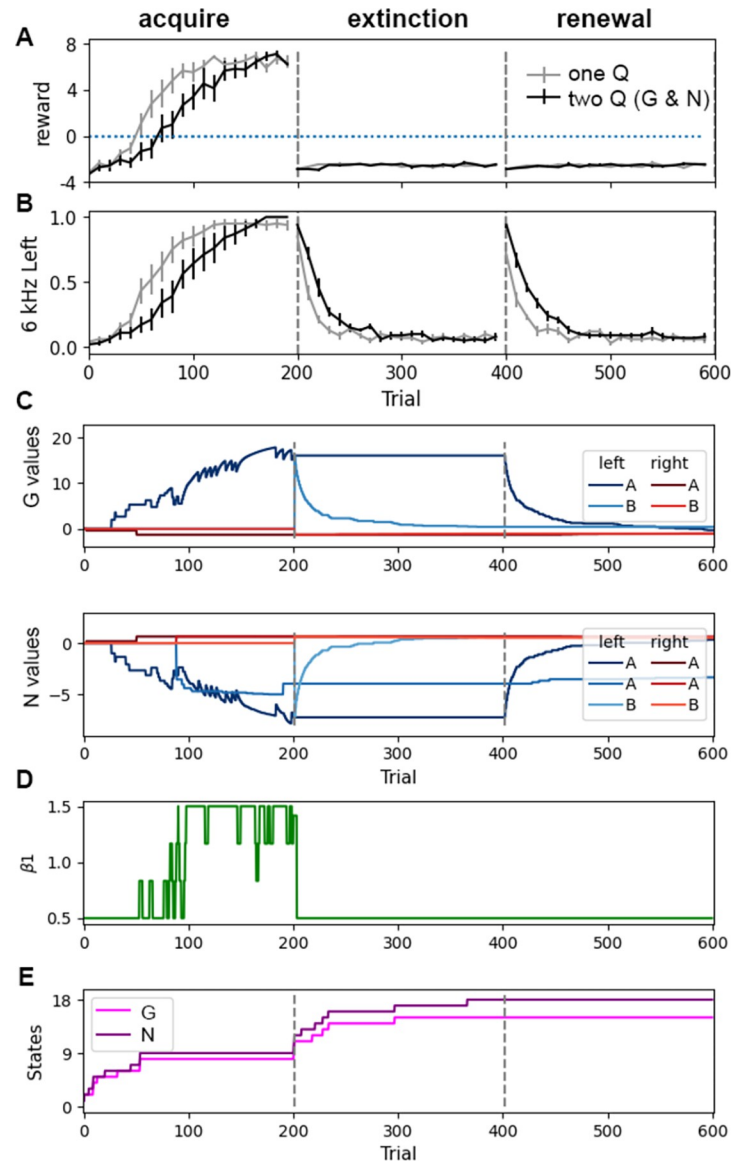 acquire extinction renewal
A
8
4
0
-4
reward
one Q
two Q (G & N)
B
1.0
0.5
0.0
6 kHz Left
0 100 200 300 400 500 600
Trial
C
20
10
0
G values
left right
A A
B B
0 100 200 300 400 500 600
0
−5
N values
left right
A A
A A
B B
0 100 200 300 400 500 600
Trial
D
1.5
1.0
0.5
β1
0 100 200 300 400 500 600
E
18
9
0
States
G
N
0 100 200 300 400 500 600
Trial